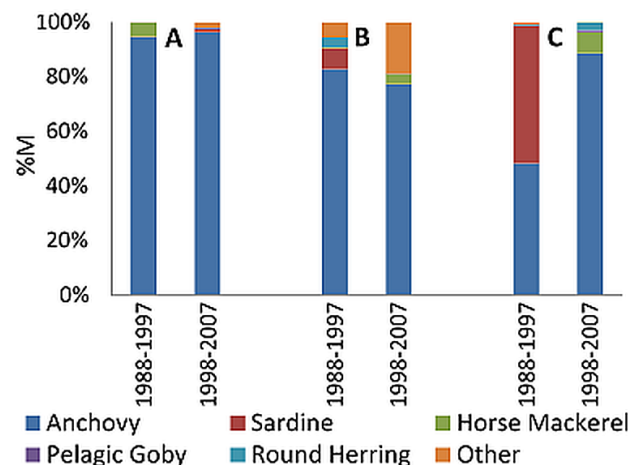 100%
A
B
C
80%
60%
%M
40%
20%
0%
1988-1997
1998-2007
1988-1997
1998-2007
1988-1997
1998-2007
Anchovy
Sardine
Horse Mackerel
Pelagic Goby
Round Herring
Other